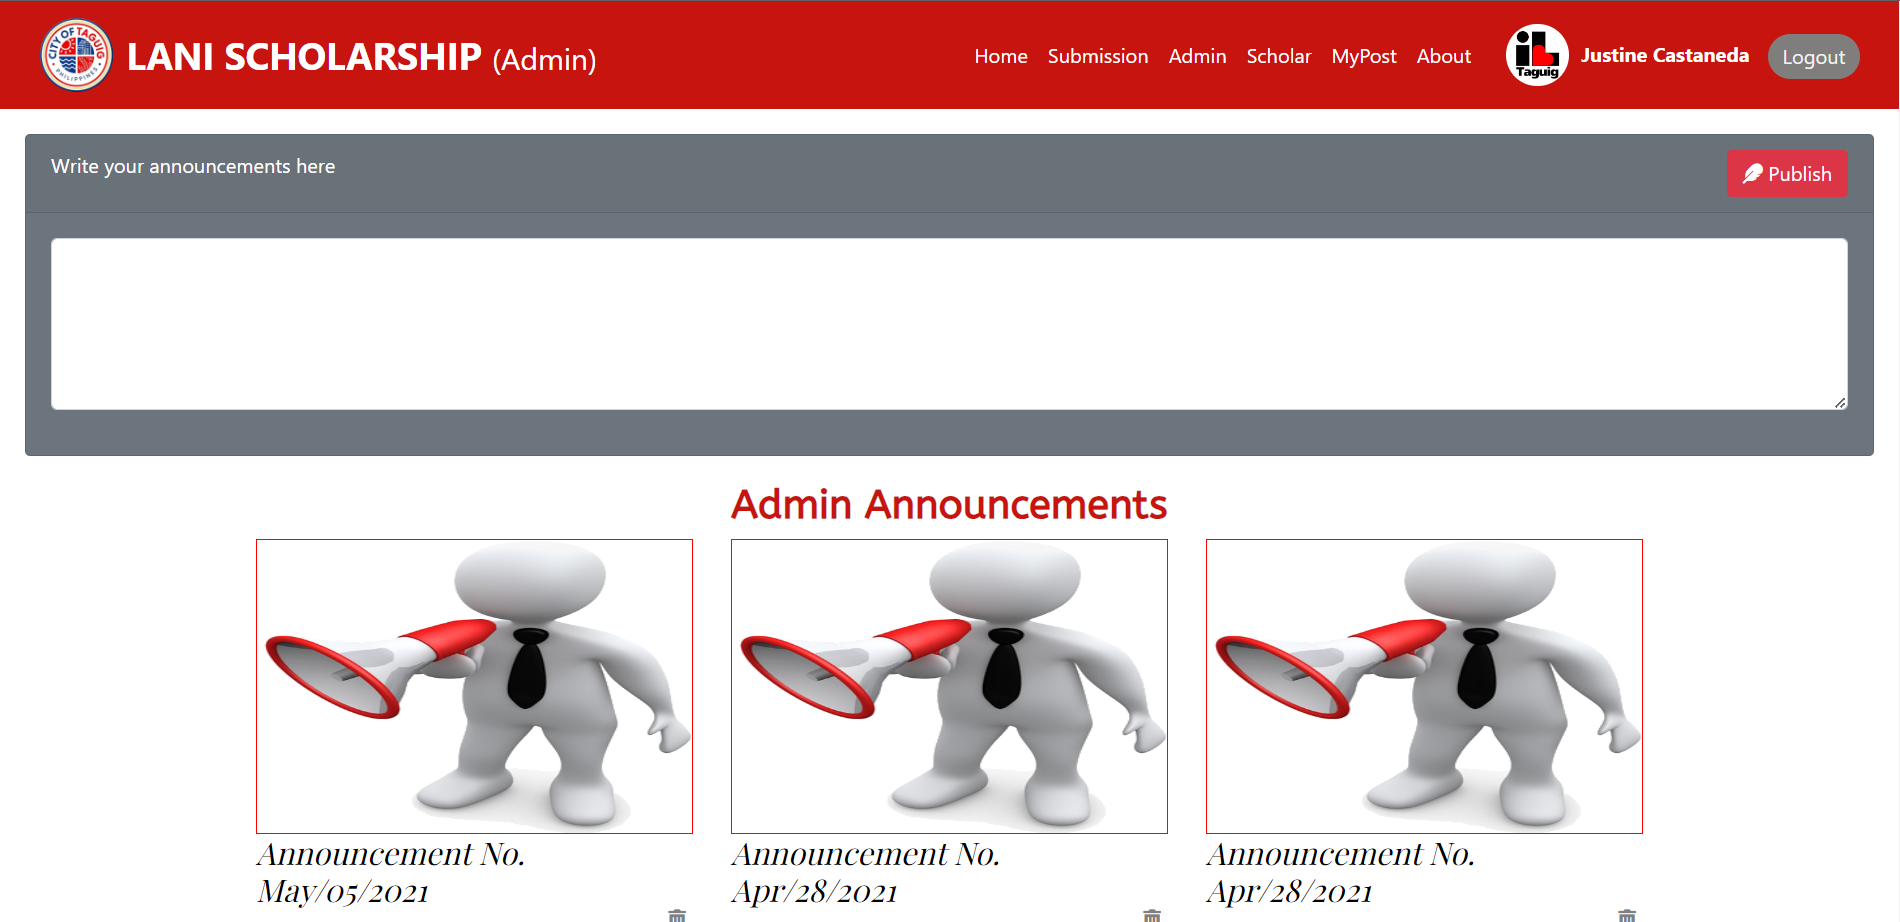 CITY OF TAGUIG
PHILIPPINES
LANI SCHOLARSHIP (Admin)
Home Submission Admin Scholar MyPost About
Taguig
Justine Castaneda
Logout
Write your announcements here
Publish
Admin Announcements
Announcement No.
May/05/2021
Announcement No.
Apr/28/2021
Announcement No.
Apr/28/2021